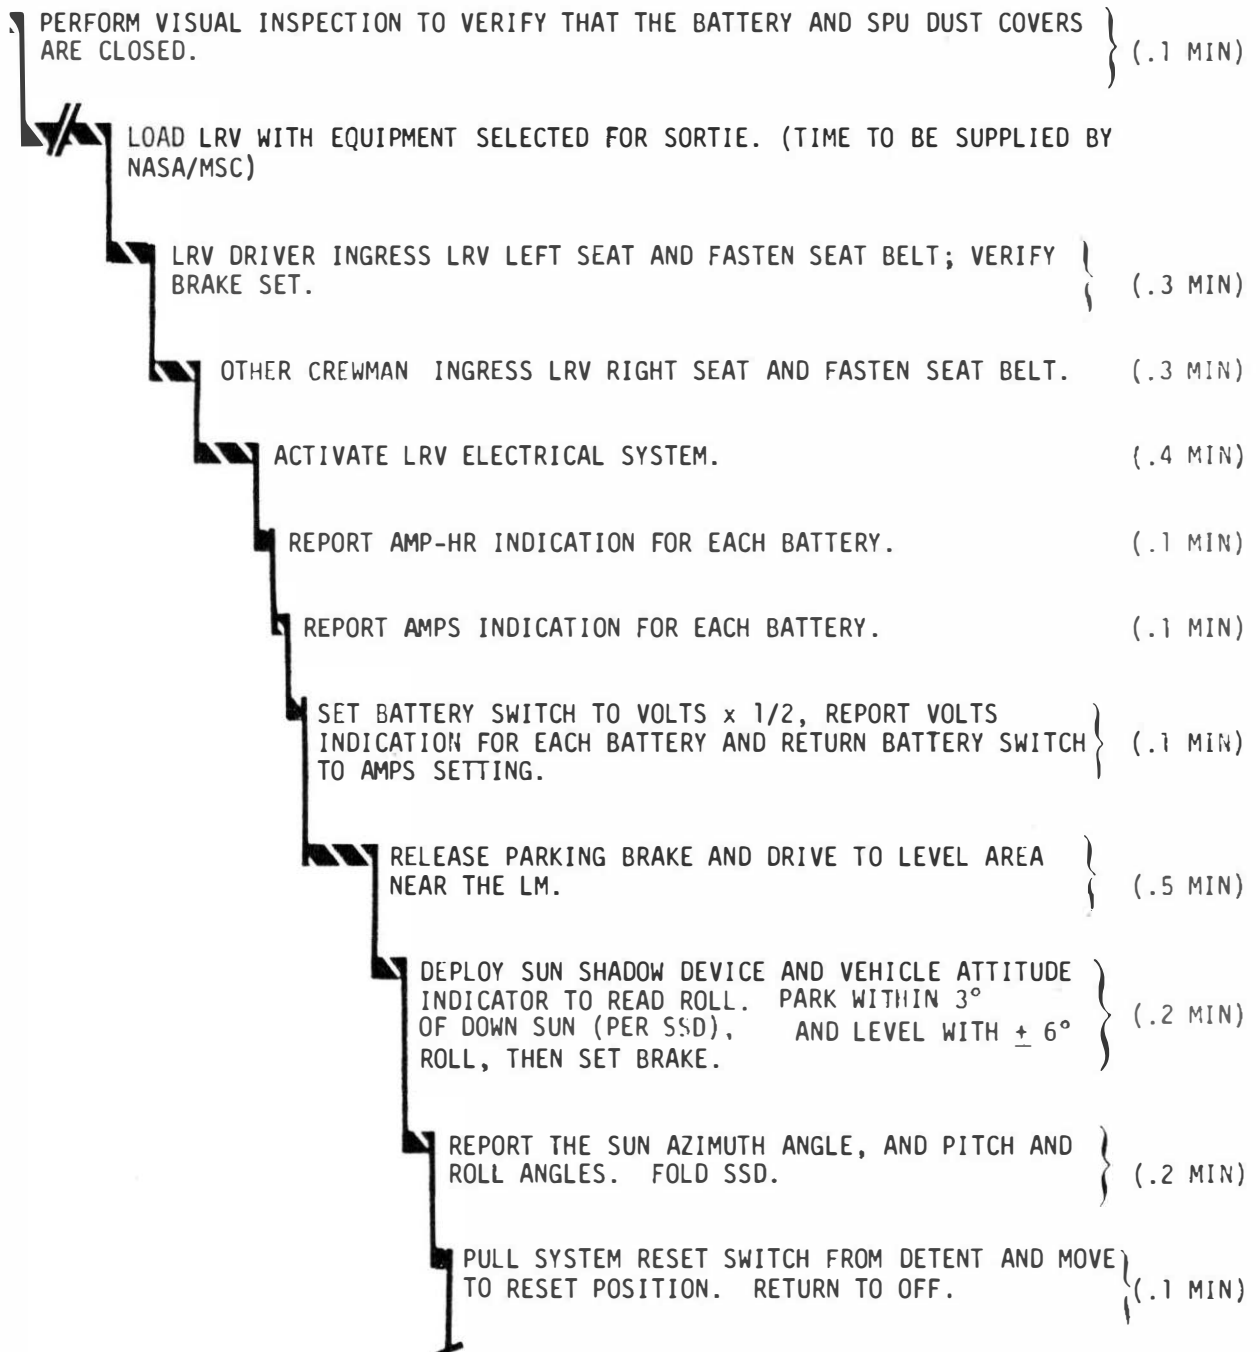 PERFORM VISUAL INSPECTION TO VERIFY THAT THE BATTERY AND SPU DUST COVERS
ARE CLOSED.
(.1 MIN)
LOAD LRV WITH EQUIPMENT SELECTED FOR SORTIE. (TIME TO BE SUPPLIED BY
NASA/MSC)
LRV DRIVER INGRESS LRV LEFT SEAT AND FASTEN SEAT BELT; VERIFY
BRAKE SET.
(.3 MIN)
OTHER CREWMAN INGRESS LRV RIGHT SEAT AND FASTEN SEAT BELT. (.3 MIN)
ACTIVATE LRV ELECTRICAL SYSTEM. (.4 MIN)
REPORT AMP-HR INDICATION FOR EACH BATTERY. (.1 MIN)
REPORT AMPS INDICATION FOR EACH BATTERY. (.1 MIN)
SET BATTERY SWITCH TO VOLTS x 1/2, REPORT VOLTS
INDICATION FOR EACH BATTERY AND RETURN BATTERY SWITCH (.1 MIN)
TO AMPS SETTING.
RELEASE PARKING BRAKE AND DRIVE TO LEVEL AREA
NEAR THE LM. (.5 MIN)
DEPLOY SUN SHADOW DEVICE AND VEHICLE ATTITUDE
INDICATOR TO READ ROLL. PARK WITHIN 3°
OF DOWN SUN (PER SSD), AND LEVEL WITH ± 6° (.2 MIN)
ROLL, THEN SET BRAKE.
REPORT THE SUN AZIMUTH ANGLE, AND PITCH AND
ROLL ANGLES. FOLD SSD. (.2 MIN)
PULL SYSTEM RESET SWITCH FROM DETENT AND MOVE
TO RESET POSITION. RETURN TO OFF. (.1 MIN)